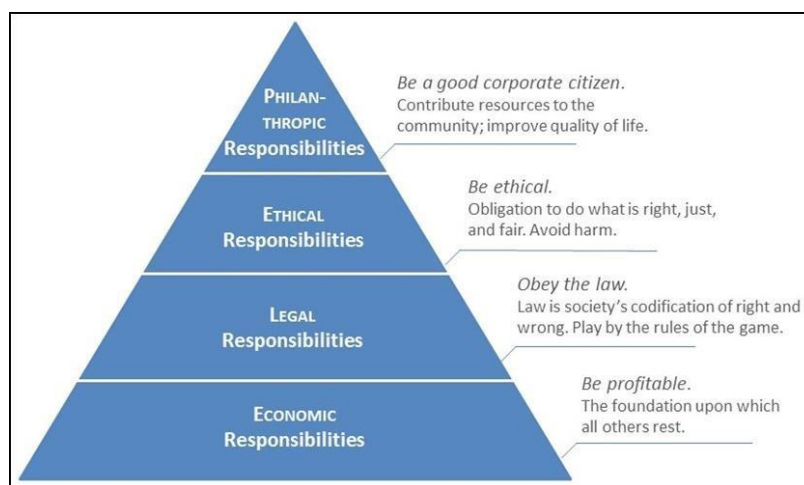 PHILAN-
THROPIC
Responsibilities
Be a good corporate citizen.
Contribute resources to the
community; improve quality of life.
ETHICAL
Responsibilities
Be ethical.
Obligation to do what is right, just,
and fair. Avoid harm.
LEGAL
Responsibilities
Obey the law.
Law is society's codification of right and
wrong. Play by the rules of the game.
ECONOMIC
Responsibilities
Be profitable.
The foundation upon which
all others rest.